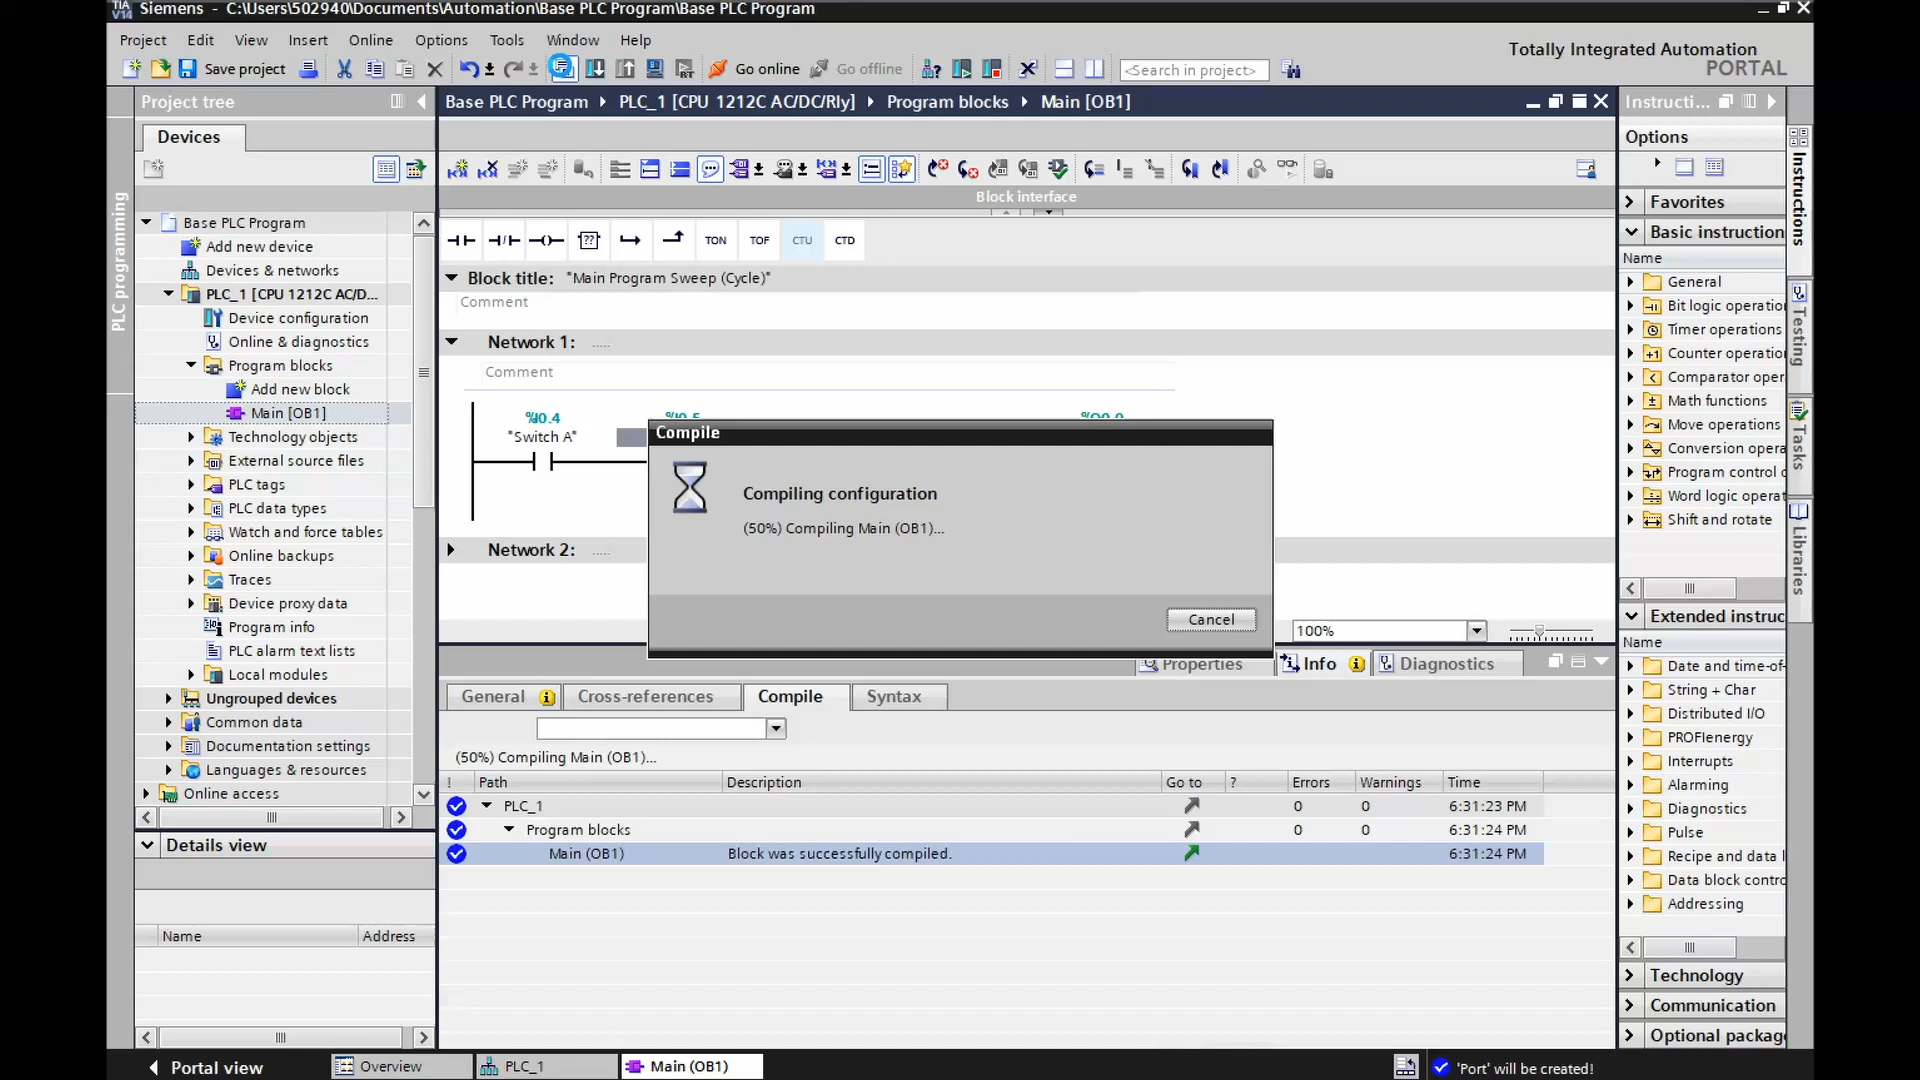 Siemens - C:\Users\502940\Documents\Automation\Base PLC Program\Base PLC Program
TIA
V14
Project Edit View Insert Online Options Tools Window Help
Totally Integrated Automation
PORTAL
Save project
Go online
Go offline
<Search in project>
Project tree
Devices
PLC programming
Base PLC Program
Add new device
Devices & networks
PLC_1 [CPU 1212C AC/D...
Device configuration
Online & diagnostics
Program blocks
Add new block
Main [OB1]
Technology objects
External source files
PLC tags
PLC data types
Watch and force tables
Online backups
Traces
Device proxy data
Program info
PLC alarm text lists
Local modules
Ungrouped devices
Common data
Documentation settings
Languages & resources
Online access
Details view
Name Address
Base PLC Program PLC_1 [CPU 1212C AC/DC/Rly] Program blocks Main [OB1]
Block interface
?? TON TOF CTU CTD
Block title: "Main Program Sweep (Cycle)"
Comment
Network 1: .....
Comment
%I0.4 %I0.5 %Q0.0
"Switch A"
Network 2: .....
Compile
Compiling configuration
(50%) Compiling Main (OB1)...
Cancel
100%
Properties Info Diagnostics
General Cross-references Compile Syntax
(50%) Compiling Main (OB1)...
! Path Description Go to ? Errors Warnings Time
PLC_1 0 0 6:31:23 PM
Program blocks 0 0 6:31:24 PM
Main (OB1) Block was successfully compiled. 6:31:24 PM
Instructi...
Options
Favorites
Basic instruction
Name
General
Bit logic operation
Timer operations
Counter operation
Comparator oper
Math functions
Move operations
Conversion opera
Program control o
Word logic operat
Shift and rotate
Extended instruc
Name
Date and time-of-
String + Char
Distributed I/O
PROFIenergy
Interrupts
Alarming
Diagnostics
Pulse
Recipe and data l
Data block contro
Addressing
Technology
Communication
Optional package
Instructions
Testing
Tasks
Libraries
Portal view
Overview
PLC_1
Main (OB1)
'Port' will be created!